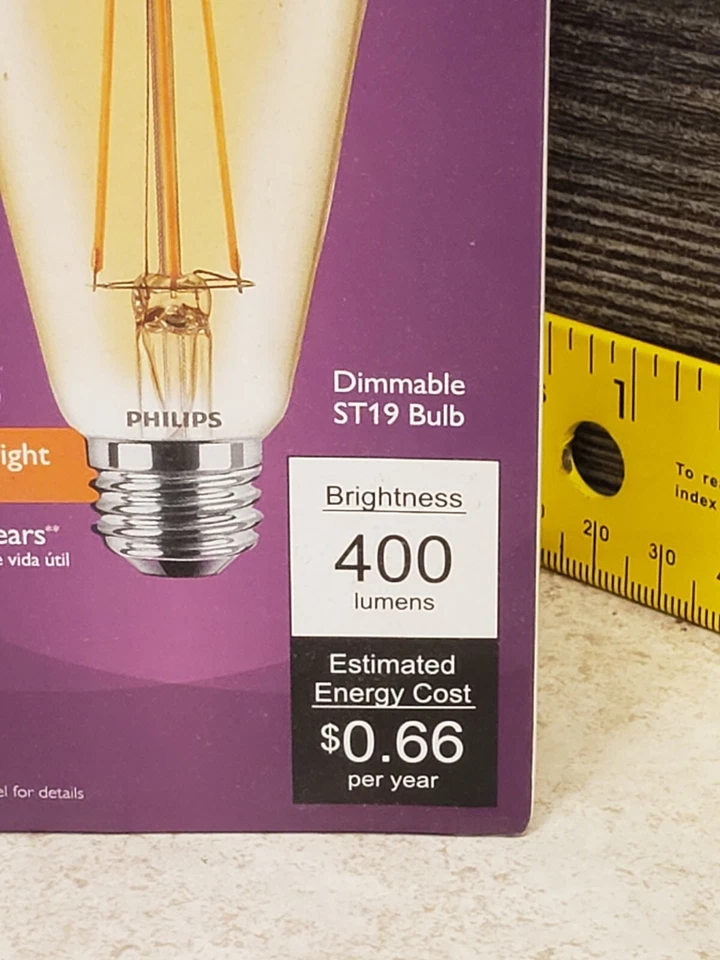 PHILIPS
Dimmable
ST19 Bulb
ight
ears**
e vida útil
Brightness
400
lumens
Estimated
Energy Cost
$0.66
per year
el for details
1
To re
index
20
30